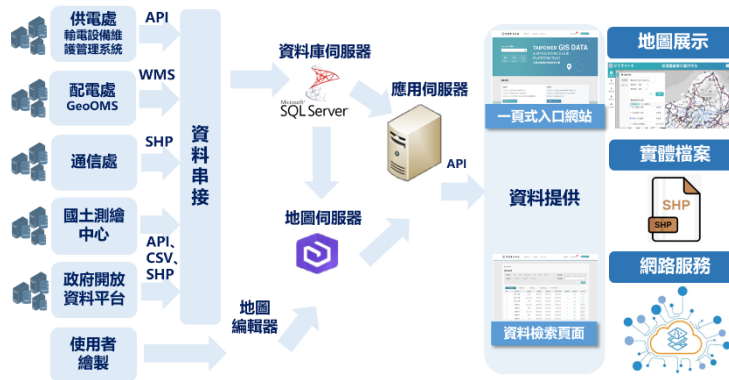 供電處
輸電設備維
護管理系統
API
配電處
GeoOMS
WMS
通信處
SHP
國土測繪
中心
政府開放
資料平台
API、
CSV、
SHP
使用者
繪製
資料串接
資料庫伺服器
Microsoft
SQL Server
地圖伺服器
地圖
編輯器
應用伺服器
API
TAIPOWER GIS DATA
一頁式入口網站
資料提供
資料檢索頁面
地圖展示
實體檔案
SHP
SHP
網路服務